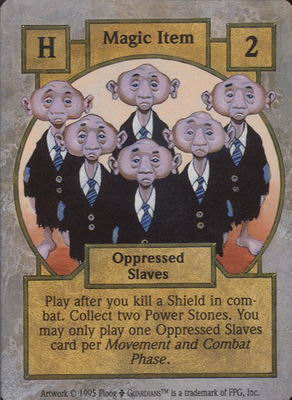 H
Magic Item
2
Oppressed
Slaves
Play after you kill a Shield in com-
bat. Collect two Power Stones. You
may only play one Oppressed Slaves
card per Movement and Combat
Phase.
Artwork © 1995 Ploog ✢ GUARDIANS™ is a trademark of FPG, Inc.